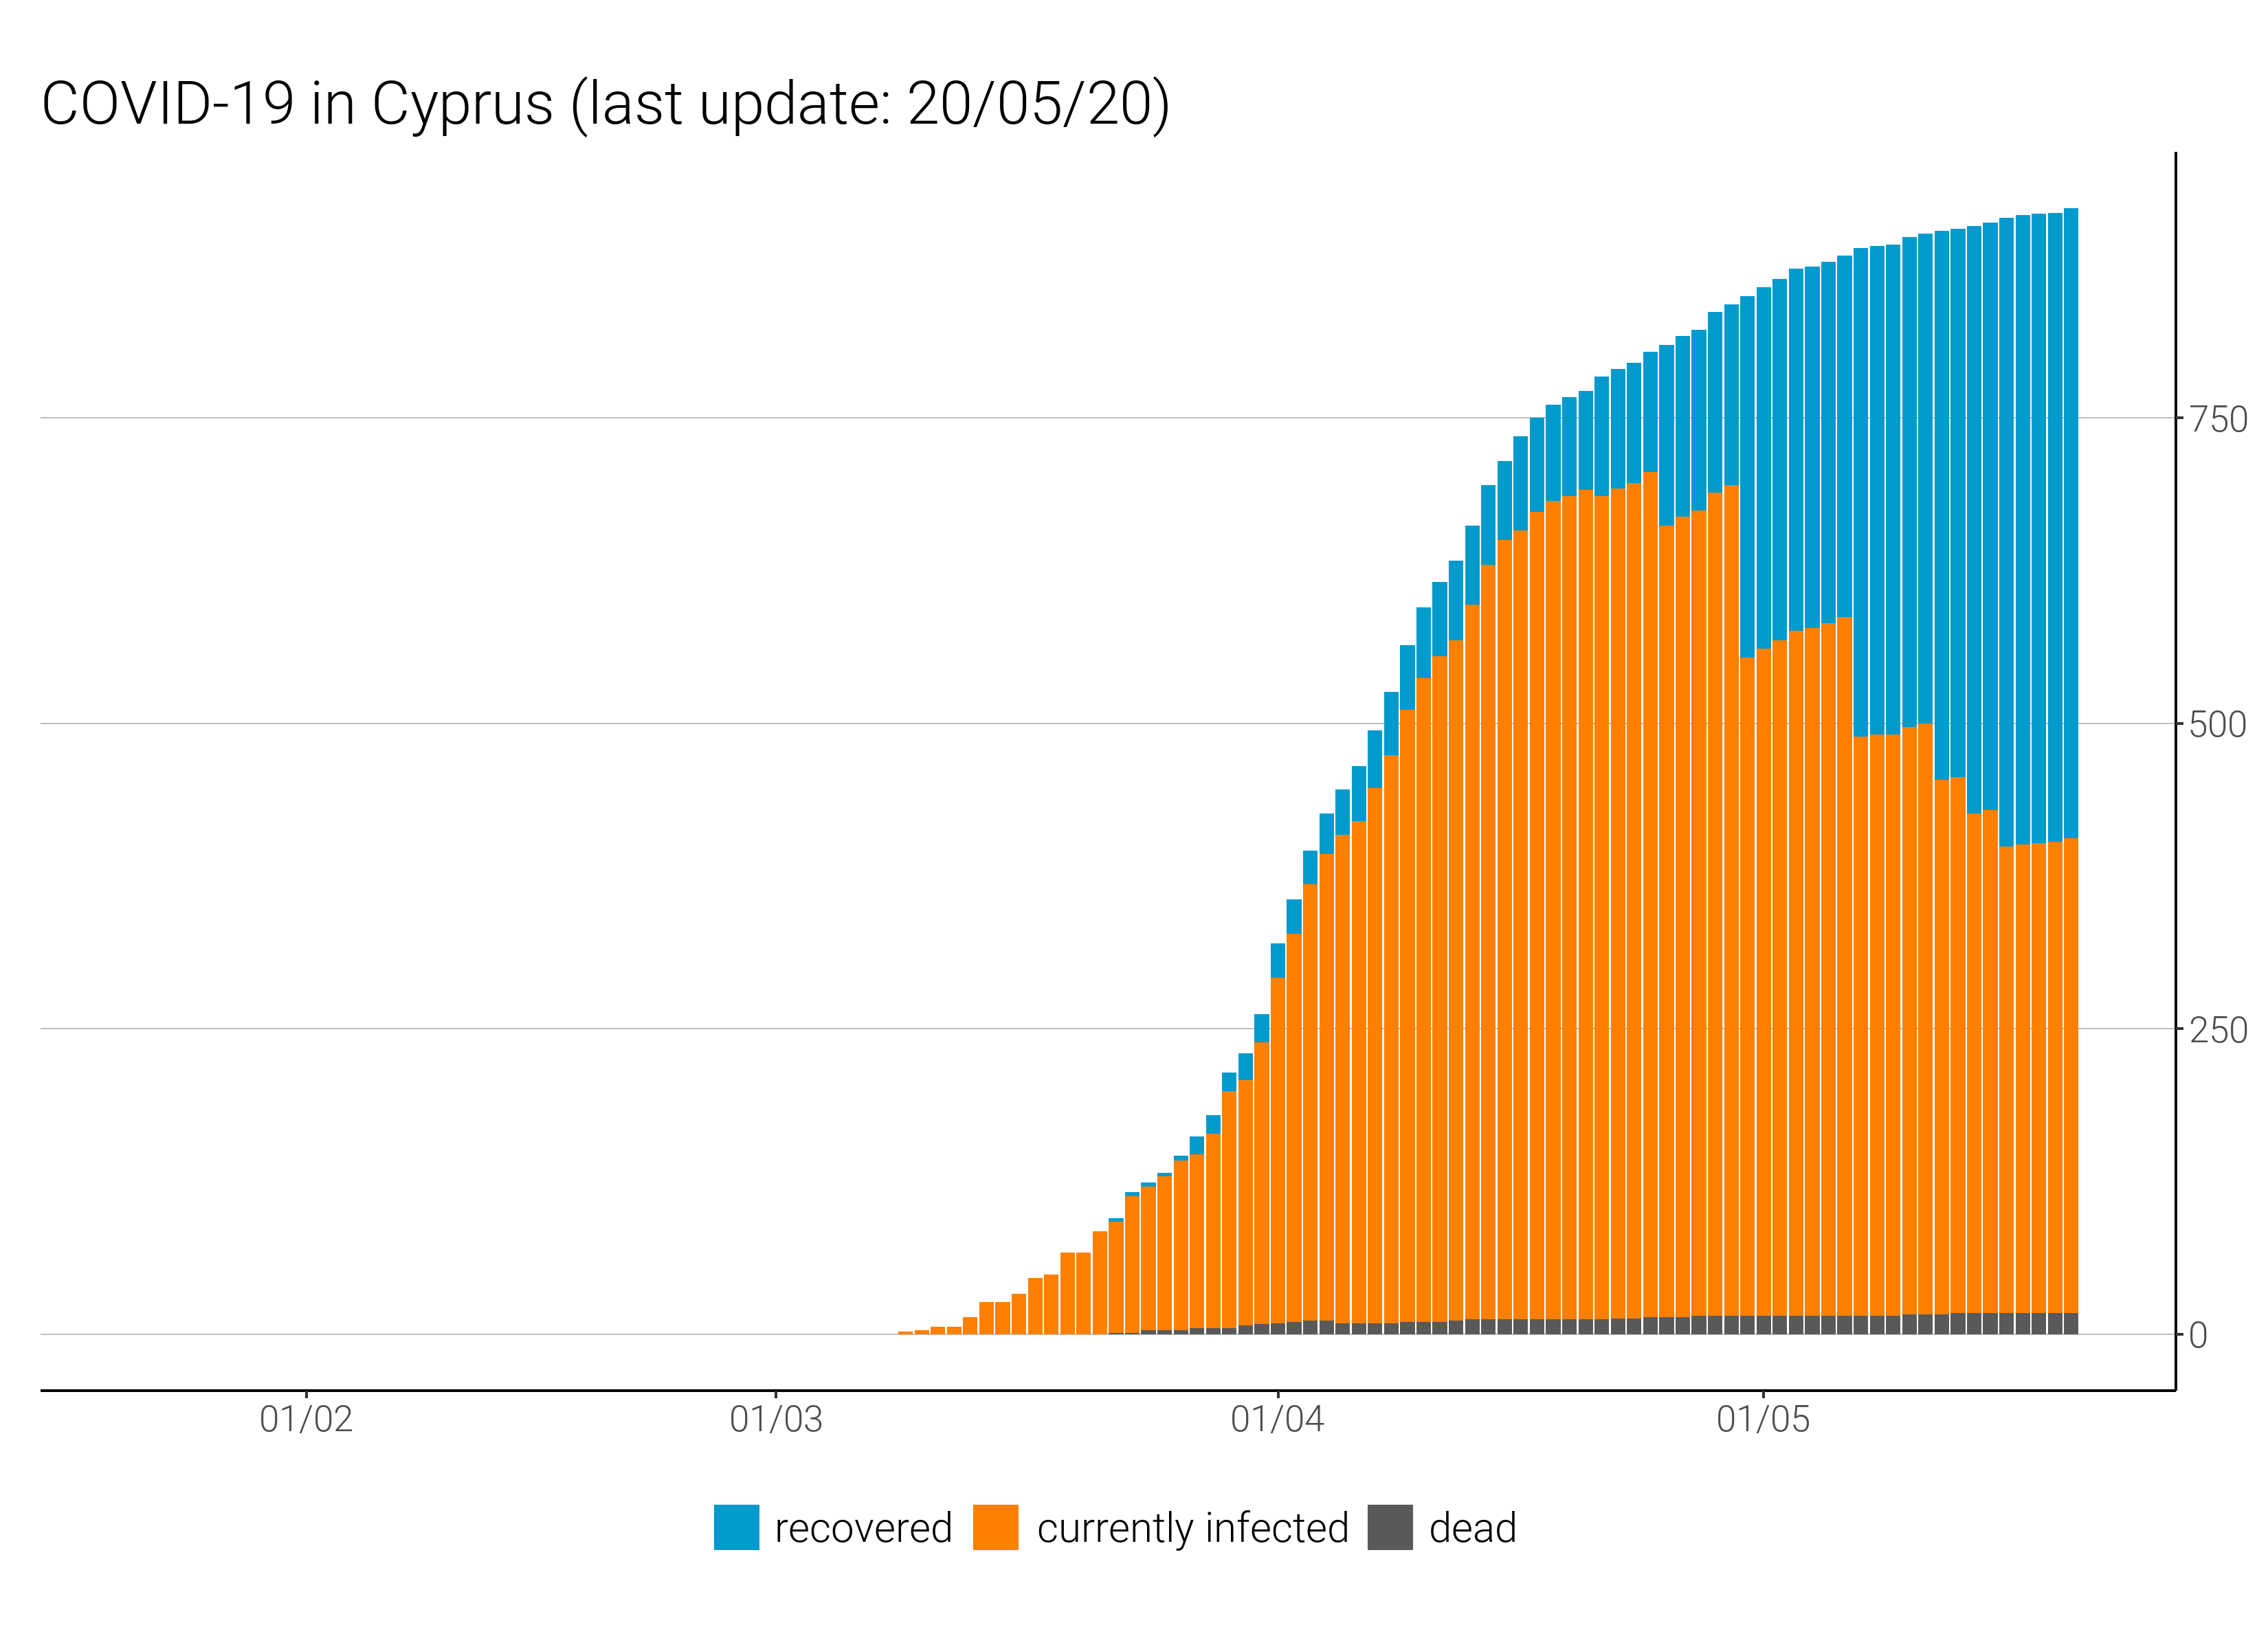 COVID-19 in Cyprus (last update: 20/05/20)
750
500
250
0
01/02 01/03 01/04 01/05
recovered currently infected dead